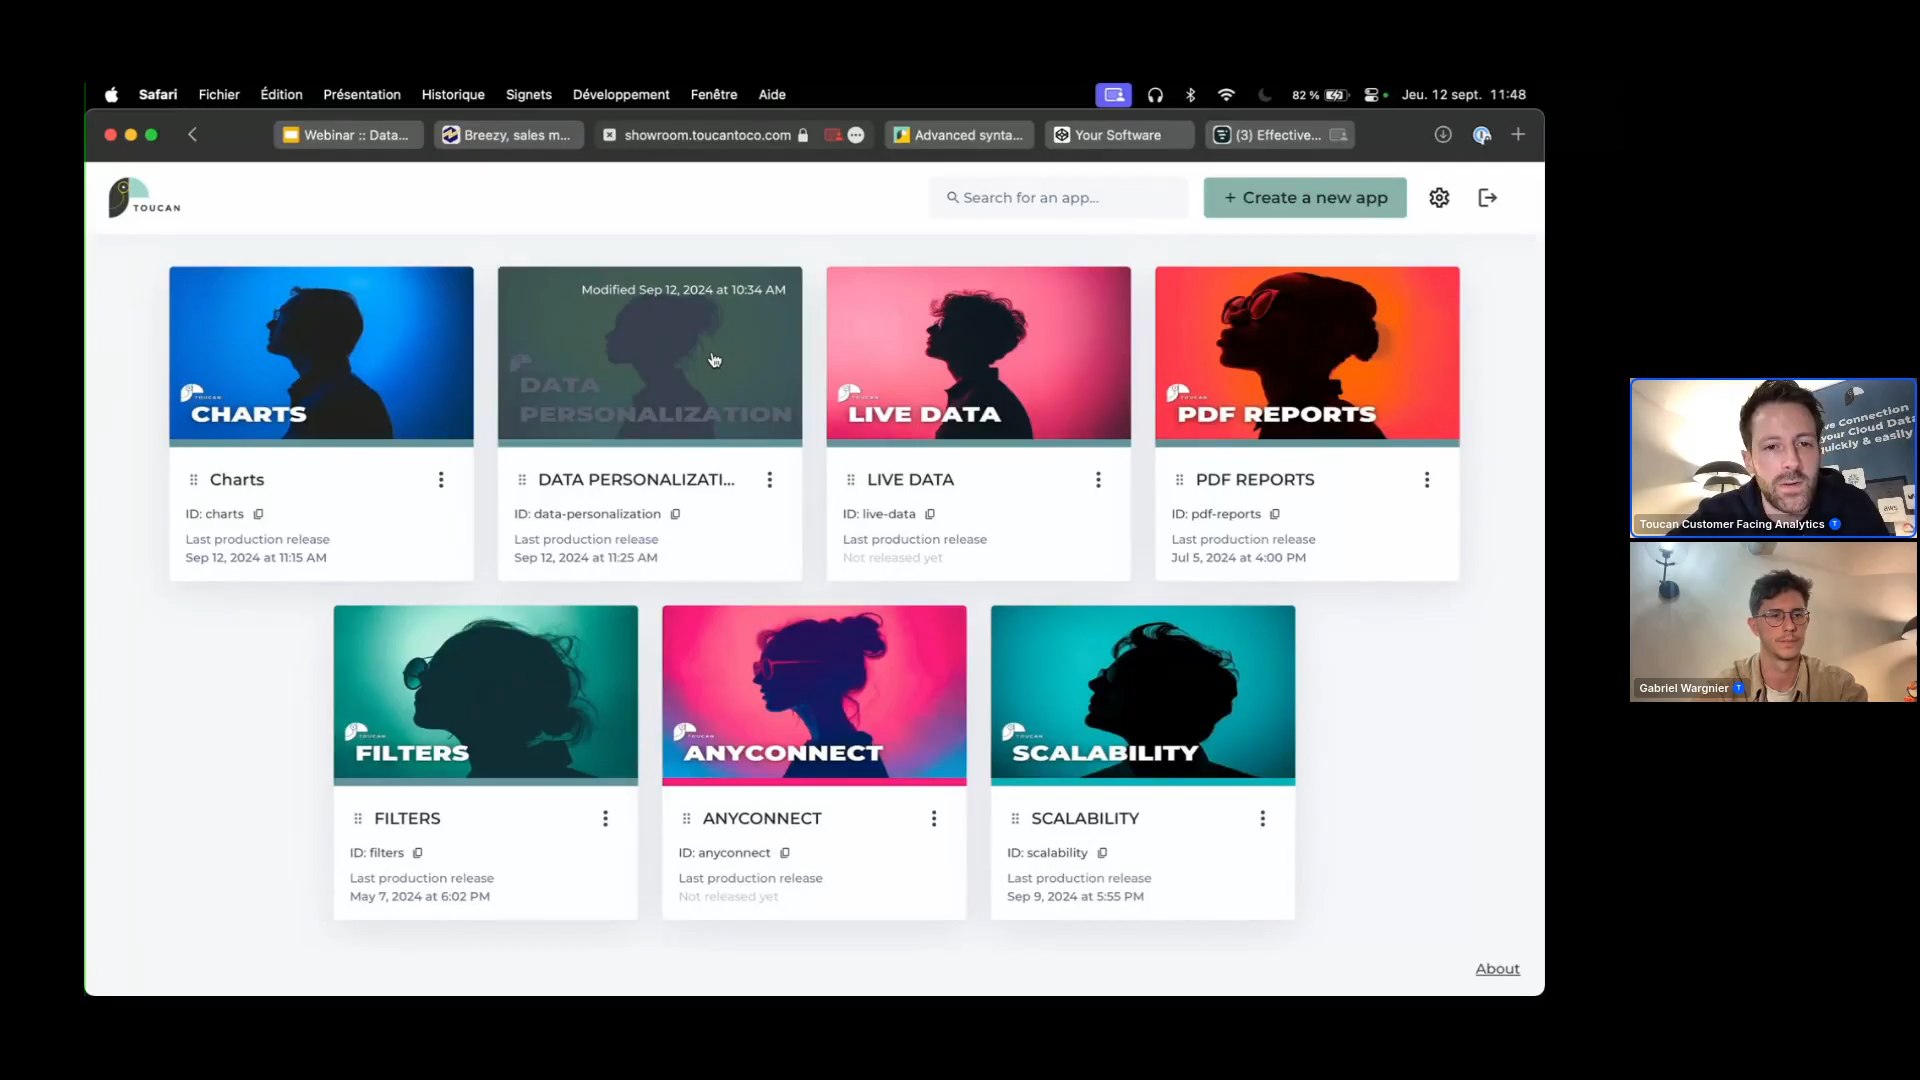 Safari Fichier Édition Présentation Historique Signets Développement Fenêtre Aide 82 % Jeu. 12 sept. 11:48
Webinar :: Data... Breezy, sales m... showroom.toucantoco.com Advanced synta... Your Software (3) Effective...
TOUCAN Search for an app... + Create a new app
Modified Sep 12, 2024 at 10:34 AM
CHARTS
DATA
PERSONALIZATION
LIVE DATA
PDF REPORTS
Charts
ID: charts
Last production release
Sep 12, 2024 at 11:15 AM
DATA PERSONALIZATI...
ID: data-personalization
Last production release
Sep 12, 2024 at 11:25 AM
LIVE DATA
ID: live-data
Last production release
Not released yet
PDF REPORTS
ID: pdf-reports
Last production release
Jul 5, 2024 at 4:00 PM
FILTERS
ANYCONNECT
SCALABILITY
FILTERS
ID: filters
Last production release
May 7, 2024 at 6:02 PM
ANYCONNECT
ID: anyconnect
Last production release
Not released yet
SCALABILITY
ID: scalability
Last production release
Sep 9, 2024 at 5:55 PM
About
Connection
your Cloud Data
quickly & easily
aws
Toucan Customer Facing Analytics
Gabriel Wargnier